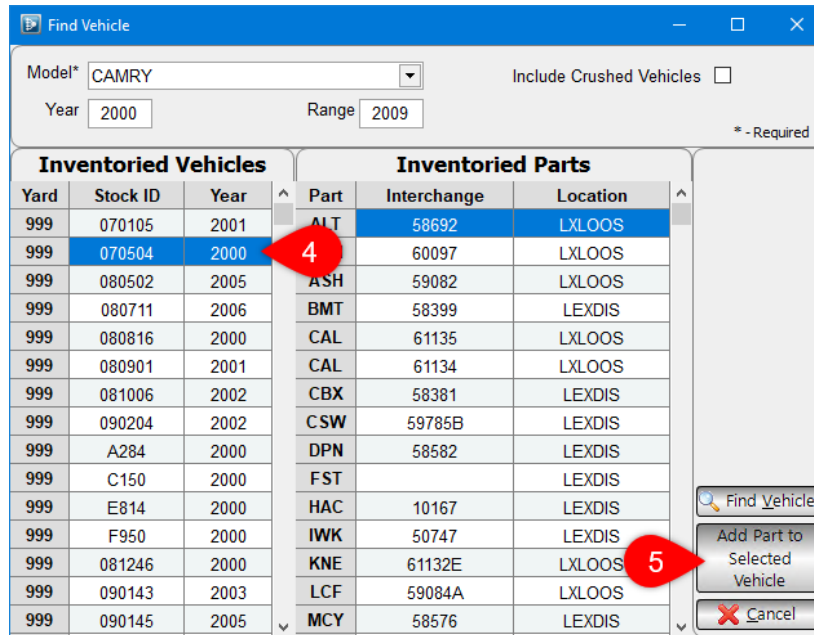 Find Vehicle
Model* CAMRY Include Crushed Vehicles
Year 2000 Range 2009
* - Required
Inventoried Vehicles Inventoried Parts
Yard Stock ID Year Part Interchange Location
999 070105 2001 ALT 58692 LXLOOS
999 070504 2000 4 60097 LXLOOS
999 080502 2005 ASH 59082 LXLOOS
999 080711 2006 BMT 58399 LEXDIS
999 080816 2000 CAL 61135 LXLOOS
999 080901 2001 CAL 61134 LXLOOS
999 081006 2002 CBX 58381 LEXDIS
999 090204 2002 CSW 59785B LEXDIS
999 A284 2000 DPN 58582 LEXDIS
999 C150 2000 FST LEXDIS
999 E814 2000 HAC 10167 LEXDIS
999 F950 2000 IWK 50747 LEXDIS
999 081246 2000 KNE 61132E LXLOOS
999 090143 2003 LCF 59084A LXLOOS
999 090145 2005 MCY 58576 LEXDIS
Find Vehicle
5
Add Part to
Selected
Vehicle
Cancel